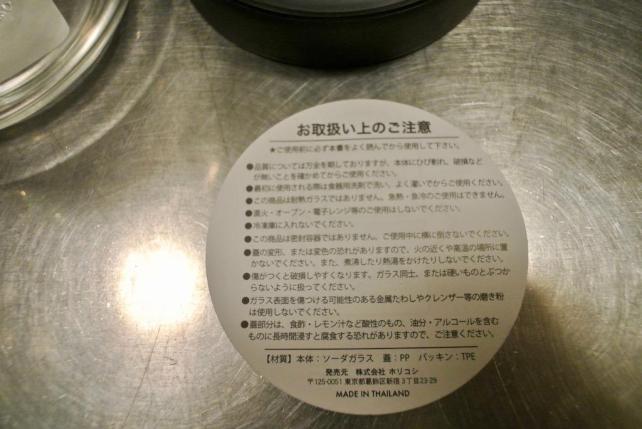 お取扱い上のご注意
★ご使用前に必ず本書をよく読んでから使用して下さい。
●品質については万全を期しておりますが、本体にひび割れ、破損など
が無いことを確かめてからご使用ください。
●最初に使用される際は食器用洗剤で洗い、よく濯いでからご使用ください。
●この商品は耐熱ガラスではありません。急熱・急冷のご使用はできません。
●直火・オーブン・電子レンジ等のご使用はしないでください。
●冷凍庫に入れないでください。
●この商品は密封容器ではありません。ご使用中に横に倒さないでください。
●蓋の変形、または変色の恐れがありますので、火の近くや高温の場所に置
かないでください。また、煮沸したり熱湯をかけたりしないでください。
●傷がつくと破損しやすくなります。ガラス同士、または硬いものとぶつか
らないように扱ってください。
●ガラス表面を傷つける可能性のある金属たわしやクレンザー等の磨き粉
は使用しないでください。
●蓋部分は、食酢・レモン汁など酸性のもの、油分・アルコールを含む
ものに長時間浸すと腐食する恐れがありますので、ご注意ください。
【材質】本体：ソーダガラス 蓋：PP パッキン：TPE
発売元 株式会社 ホリコシ
〒125-0051 東京都葛飾区新宿3丁目23-29
MADE IN THAILAND